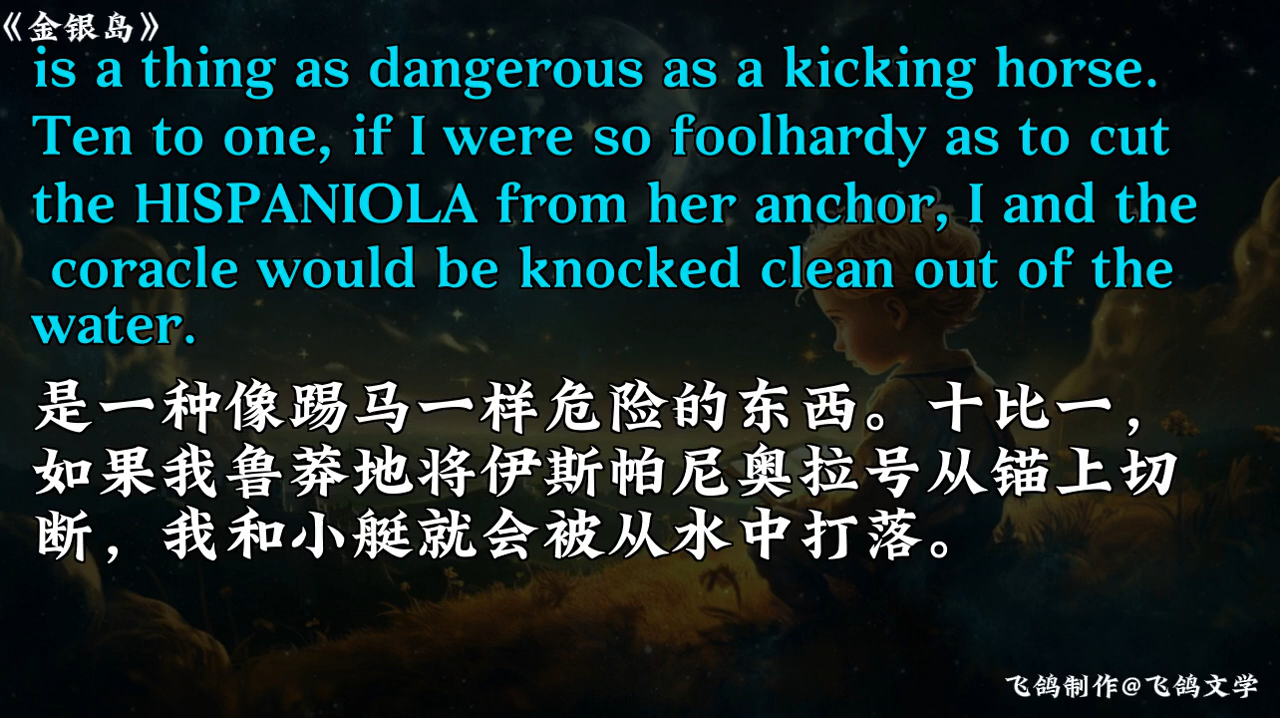 《金银岛》
is a thing as dangerous as a kicking horse.
Ten to one, if I were so foolhardy as to cut
the HISPANIOLA from her anchor, I and the
coracle would be knocked clean out of the
water.
是一种像踢马一样危险的东西。十比一，
如果我鲁莽地将伊斯帕尼奥拉号从锚上切
断，我和小艇就会被从水中打落。
飞鸽制作@飞鸽文学